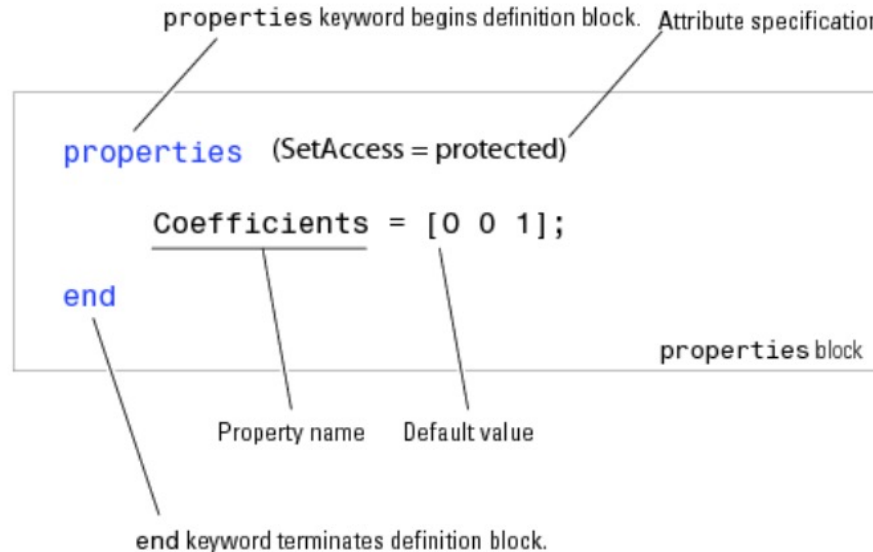 properties keyword begins definition block. Attribute specification
properties (SetAccess = protected)
Coefficients = [0 0 1];
end
properties block
Property name Default value
end keyword terminates definition block.